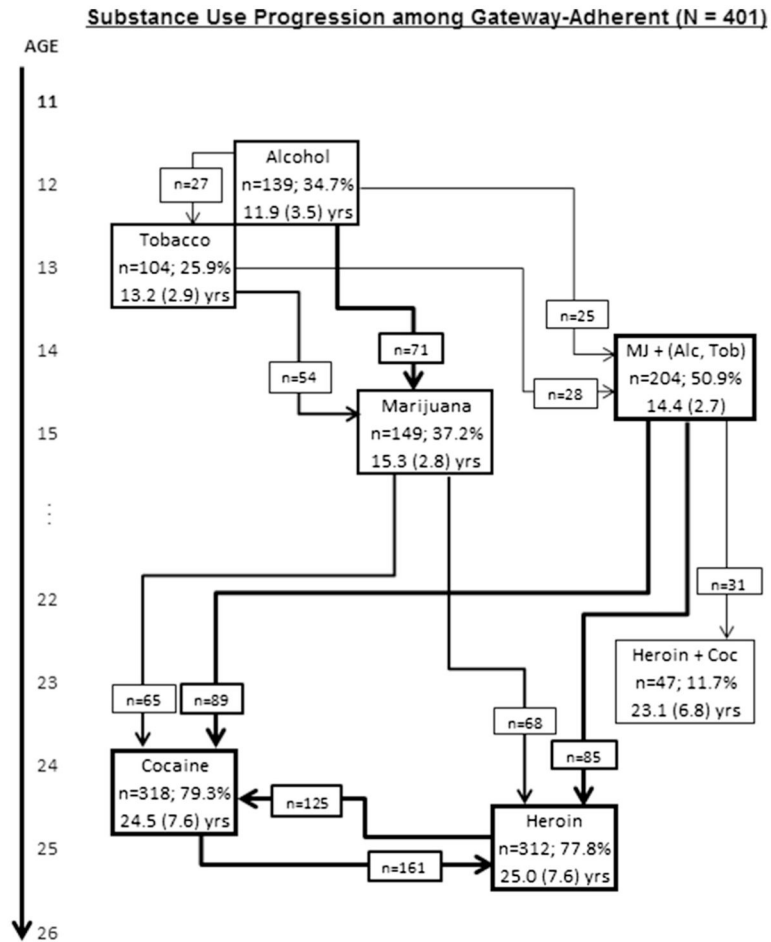 Substance Use Progression among Gateway-Adherent (N = 401)
AGE
11
12
13
14
15
⋮
22
23
24
25
26
Alcohol
n=139; 34.7%
11.9 (3.5) yrs
n=27
Tobacco
n=104; 25.9%
13.2 (2.9) yrs
n=25
n=71
n=54
n=28
MJ + (Alc, Tob)
n=204; 50.9%
14.4 (2.7)
Marijuana
n=149; 37.2%
15.3 (2.8) yrs
n=31
Heroin + Coc
n=47; 11.7%
23.1 (6.8) yrs
n=65
n=89
n=68
n=85
Cocaine
n=318; 79.3%
24.5 (7.6) yrs
n=125
n=161
Heroin
n=312; 77.8%
25.0 (7.6) yrs